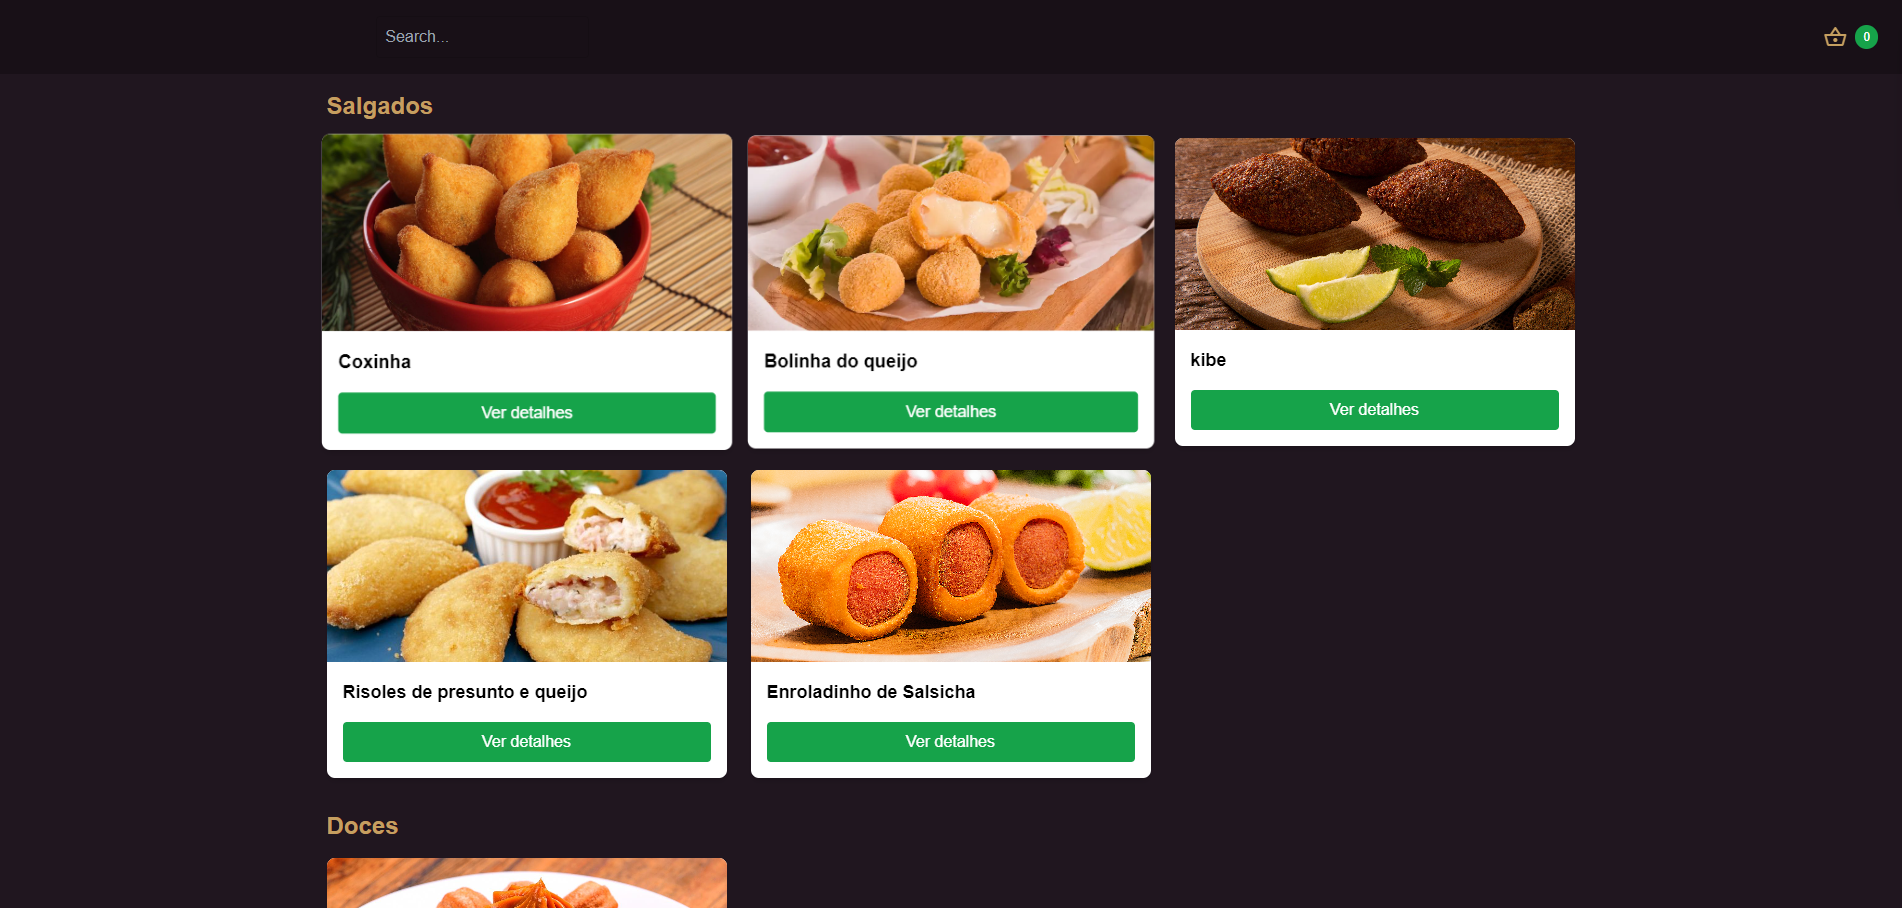 Search...
0
Salgados
Coxinha
Ver detalhes
Bolinha do queijo
Ver detalhes
kibe
Ver detalhes
Risoles de presunto e queijo
Ver detalhes
Enroladinho de Salsicha
Ver detalhes
Doces